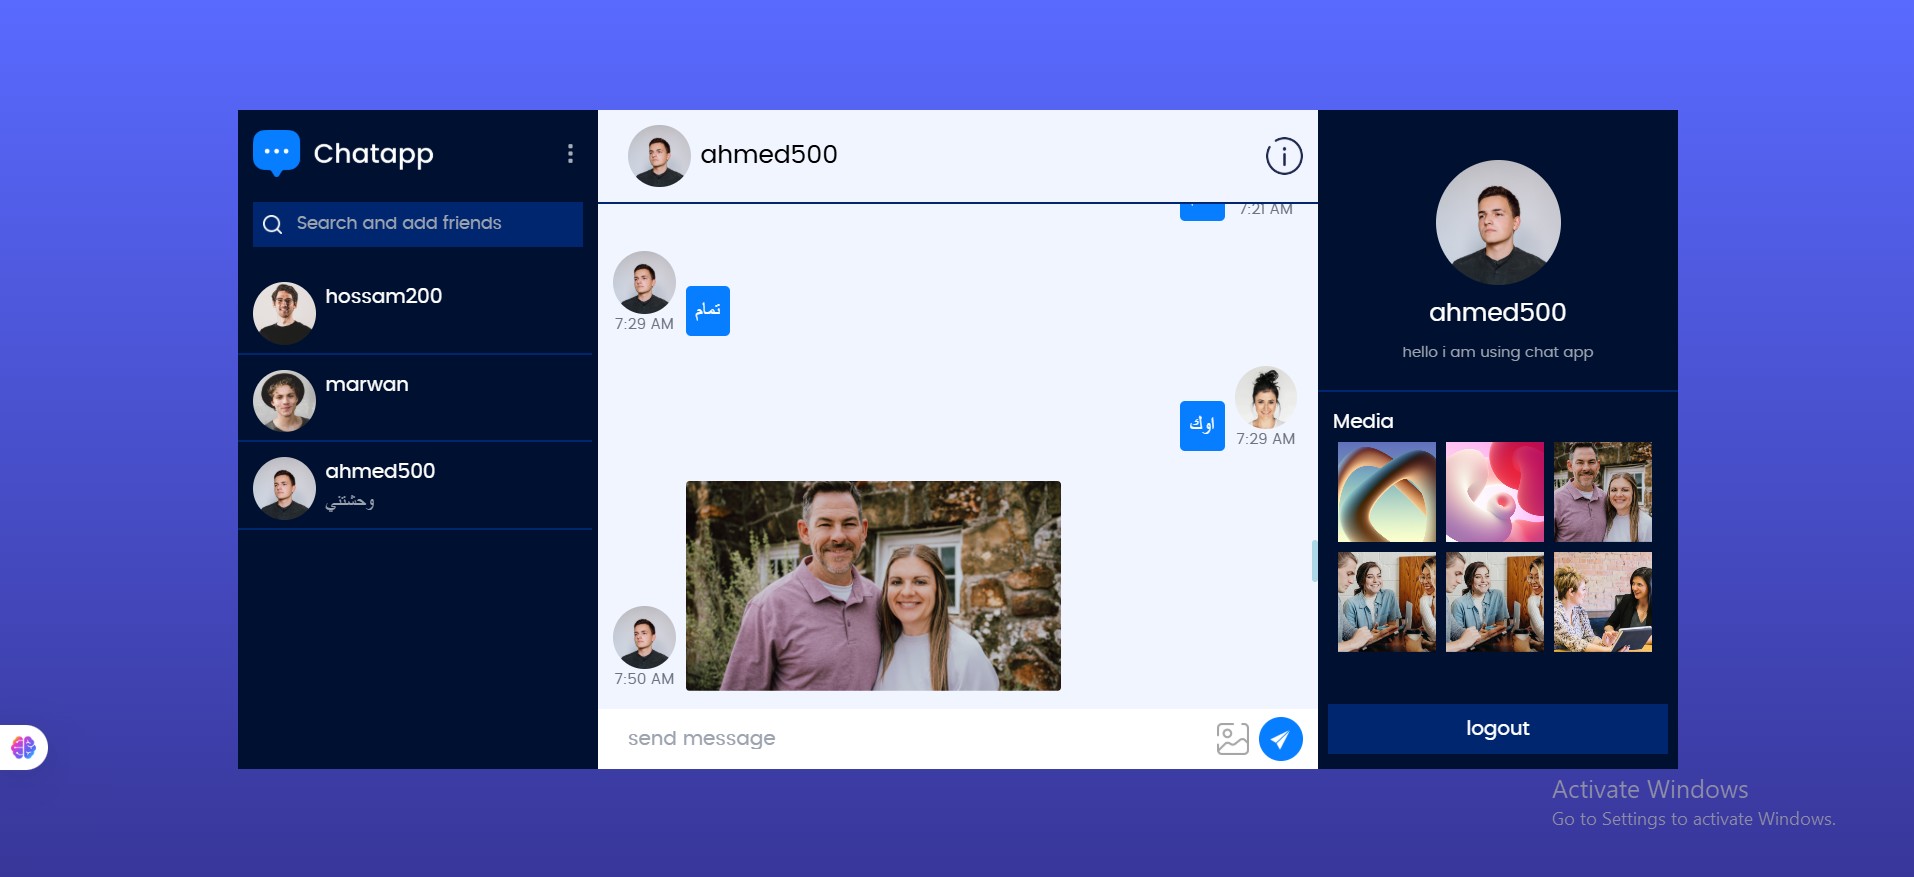 Chatapp
Search and add friends
hossam200
marwan
ahmed500
وحشتني
ahmed500
7:21 AM
تمام
7:29 AM
اوك
7:29 AM
7:50 AM
send message
ahmed500
hello i am using chat app
Media
logout
Activate Windows
Go to Settings to activate Windows.